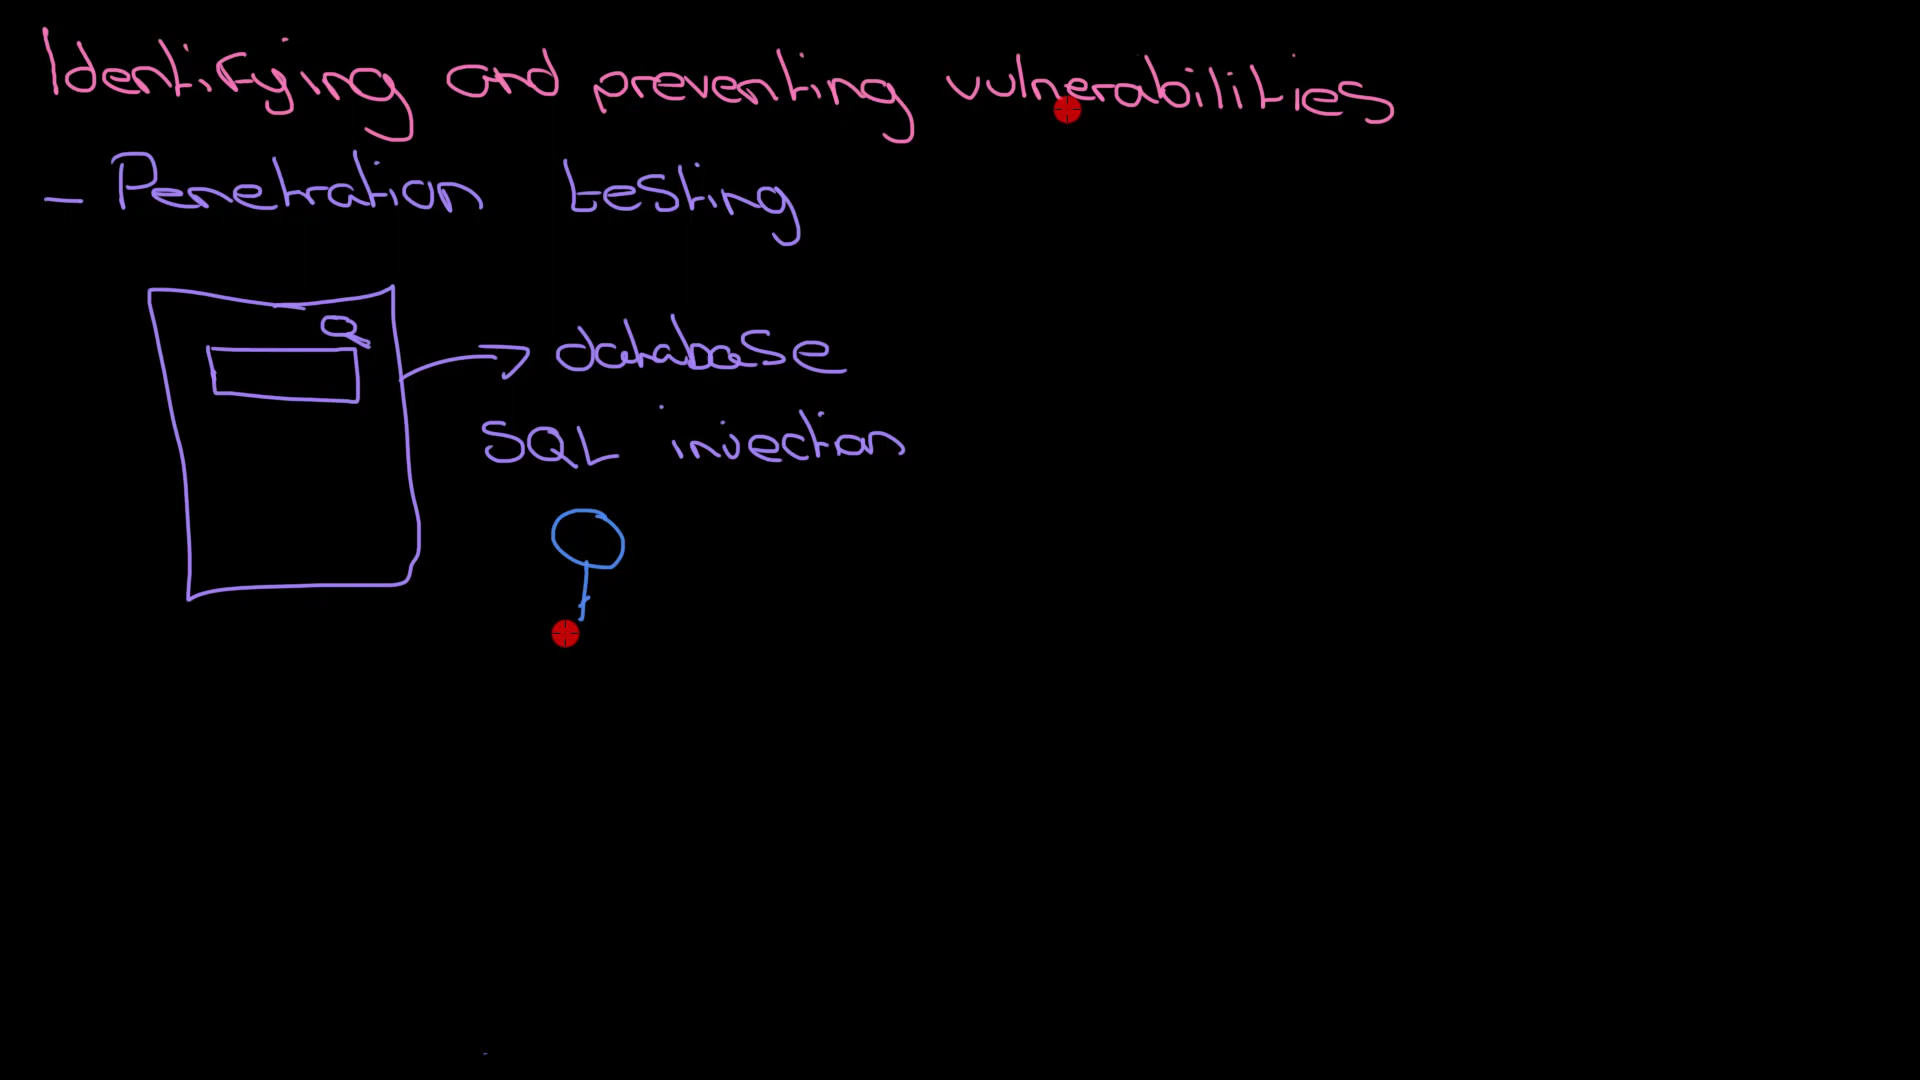 Identifying and preventing vulnerabilities
- Penetration testing
database
SQL injection